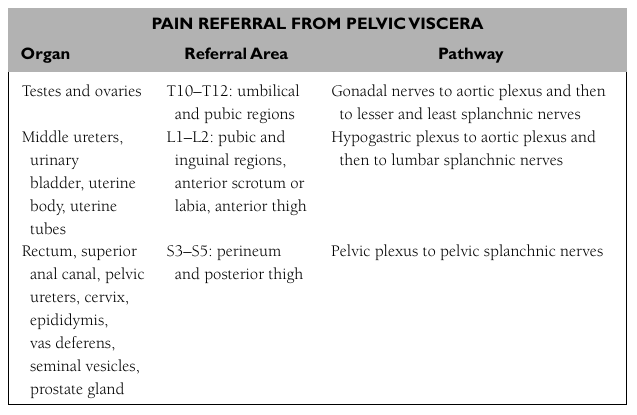 PAIN REFERRAL FROM PELVIC VISCERA
Organ Referral Area Pathway
Testes and ovaries T10–T12: umbilical Gonadal nerves to aortic plexus and then
and pubic regions to lesser and least splanchnic nerves
Middle ureters, L1–L2: pubic and Hypogastric plexus to aortic plexus and
urinary inguinal regions, then to lumbar splanchnic nerves
bladder, uterine anterior scrotum or
body, uterine labia, anterior thigh
tubes
Rectum, superior S3–S5: perineum Pelvic plexus to pelvic splanchnic nerves
anal canal, pelvic and posterior thigh
ureters, cervix,
epididymis,
vas deferens,
seminal vesicles,
prostate gland